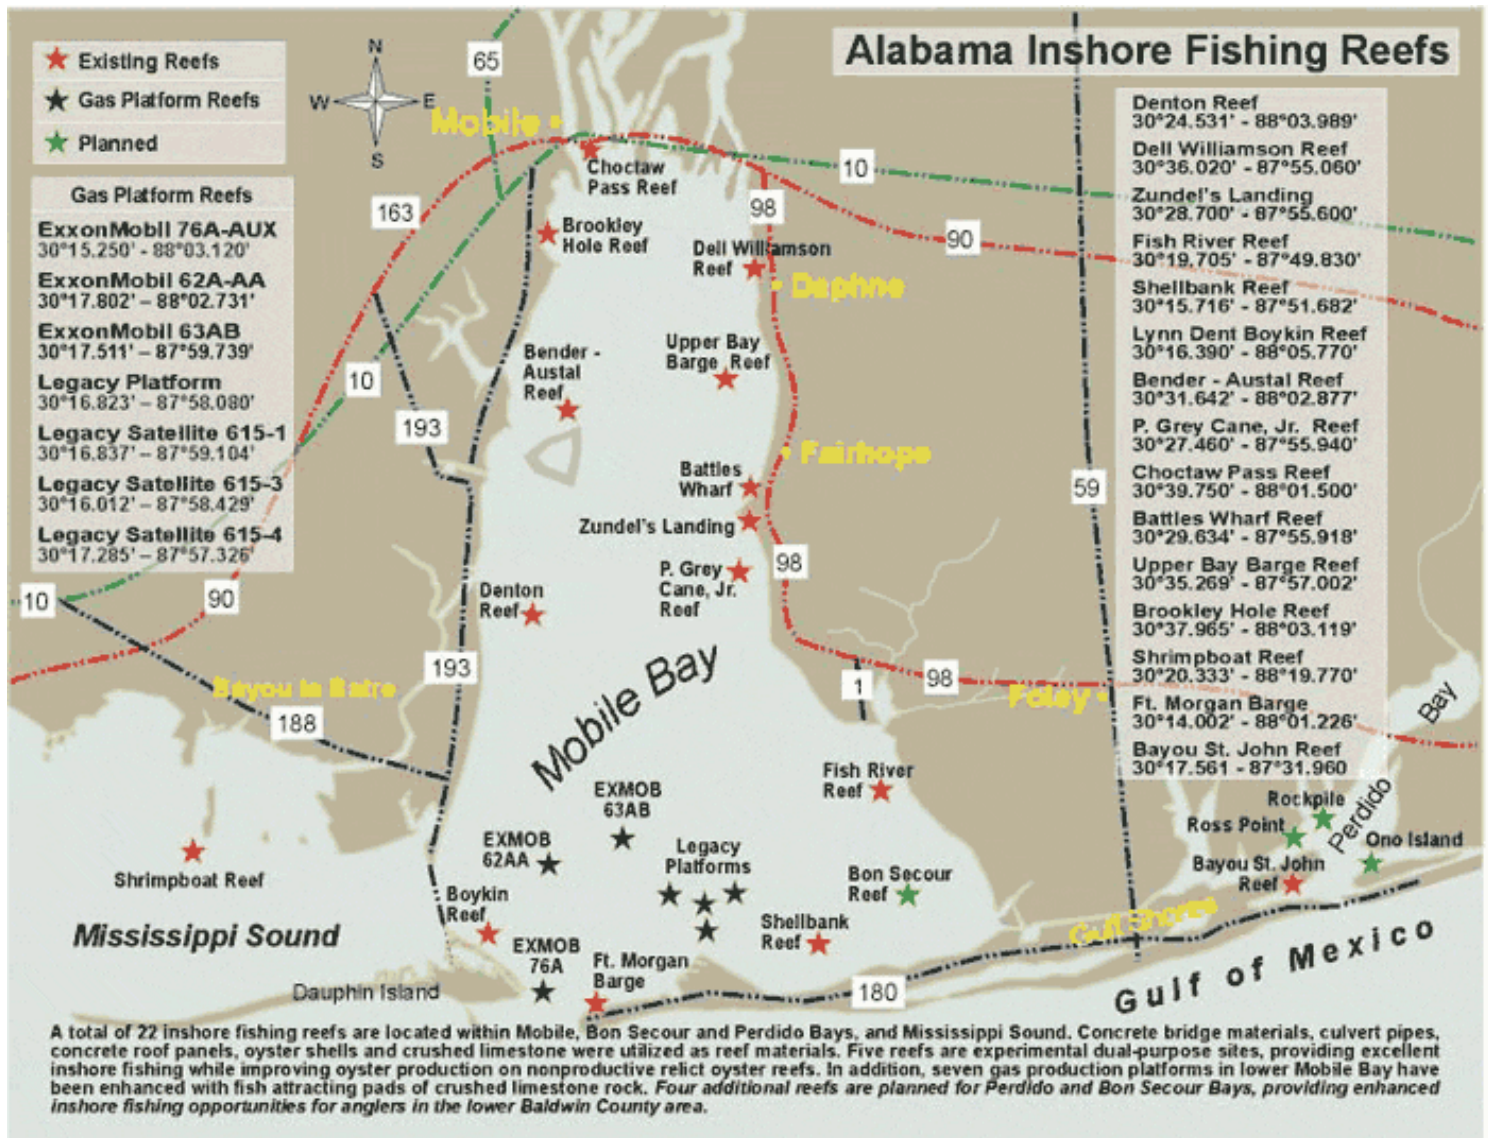 Alabama Inshore Fishing Reefs
Existing Reefs
Gas Platform Reefs
Planned
N
W
E
S
Gas Platform Reefs
ExxonMobil 76A-AUX
30°15.250' - 88°03.120'
ExxonMobil 62A-AA
30°17.802' – 88°02.731'
ExxonMobil 63AB
30°17.511' – 87°59.739'
Legacy Platform
30°16.823' – 87°58.080'
Legacy Satellite 615-1
30°16.837' – 87°59.104'
Legacy Satellite 615-3
30°16.012' – 87°58.429'
Legacy Satellite 615-4
30°17.285' – 87°57.326'
Denton Reef
30°24.531' - 88°03.989'
Dell Williamson Reef
30°36.020' - 87°55.060'
Zundel's Landing
30°28.700' - 87°55.600'
Fish River Reef
30°19.705' - 87°49.830'
Shellbank Reef
30°15.716' - 87°51.682'
Lynn Dent Boykin Reef
30°16.390' - 88°05.770'
Bender - Austal Reef
30°31.642' - 88°02.877'
P. Grey Cane, Jr. Reef
30°27.460' - 87°55.940'
Choctaw Pass Reef
30°39.750' - 88°01.500'
Battles Wharf Reef
30°29.634' - 87°55.918'
Upper Bay Barge Reef
30°35.269' - 87°57.002'
Brookley Hole Reef
30°37.965' - 88°03.119'
Shrimpboat Reef
30°20.333' - 88°19.770'
Ft. Morgan Barge
30°14.002' - 88°01.226'
Bayou St. John Reef
30°17.561 - 87°31.960
65
Mobile
Choctaw
Pass Reef
10
163
98
Brookley
Hole Reef
90
Dell Williamson
Reef
Daphne
Upper Bay
Barge Reef
Bender -
Austal
Reef
10
193
Fairhope
Battles
Wharf
59
Zundel's Landing
98
P. Grey
Cane, Jr.
Reef
Denton
Reef
10
90
193
Mobile Bay
1
98
Foley
Bayou la Batre
188
Bay
Perdido
Fish River
Reef
EXMOB
63AB
Rockpile
Ross Point
Ono Island
EXMOB
62AA
Legacy
Platforms
Bayou St. John
Reef
Bon Secour
Reef
Shrimpboat Reef
Boykin
Reef
Shellbank
Reef
Gulf Shores
Mississippi Sound
EXMOB
76A
Ft. Morgan
Barge
Dauphin Island
180
Gulf of Mexico
A total of 22 inshore fishing reefs are located within Mobile, Bon Secour and Perdido Bays, and Mississippi Sound. Concrete bridge materials, culvert pipes,
concrete roof panels, oyster shells and crushed limestone were utilized as reef materials. Five reefs are experimental dual-purpose sites, providing excellent
inshore fishing while improving oyster production on nonproductive relict oyster reefs. In addition, seven gas production platforms in lower Mobile Bay have
been enhanced with fish attracting pads of crushed limestone rock. Four additional reefs are planned for Perdido and Bon Secour Bays, providing enhanced
inshore fishing opportunities for anglers in the lower Baldwin County area.